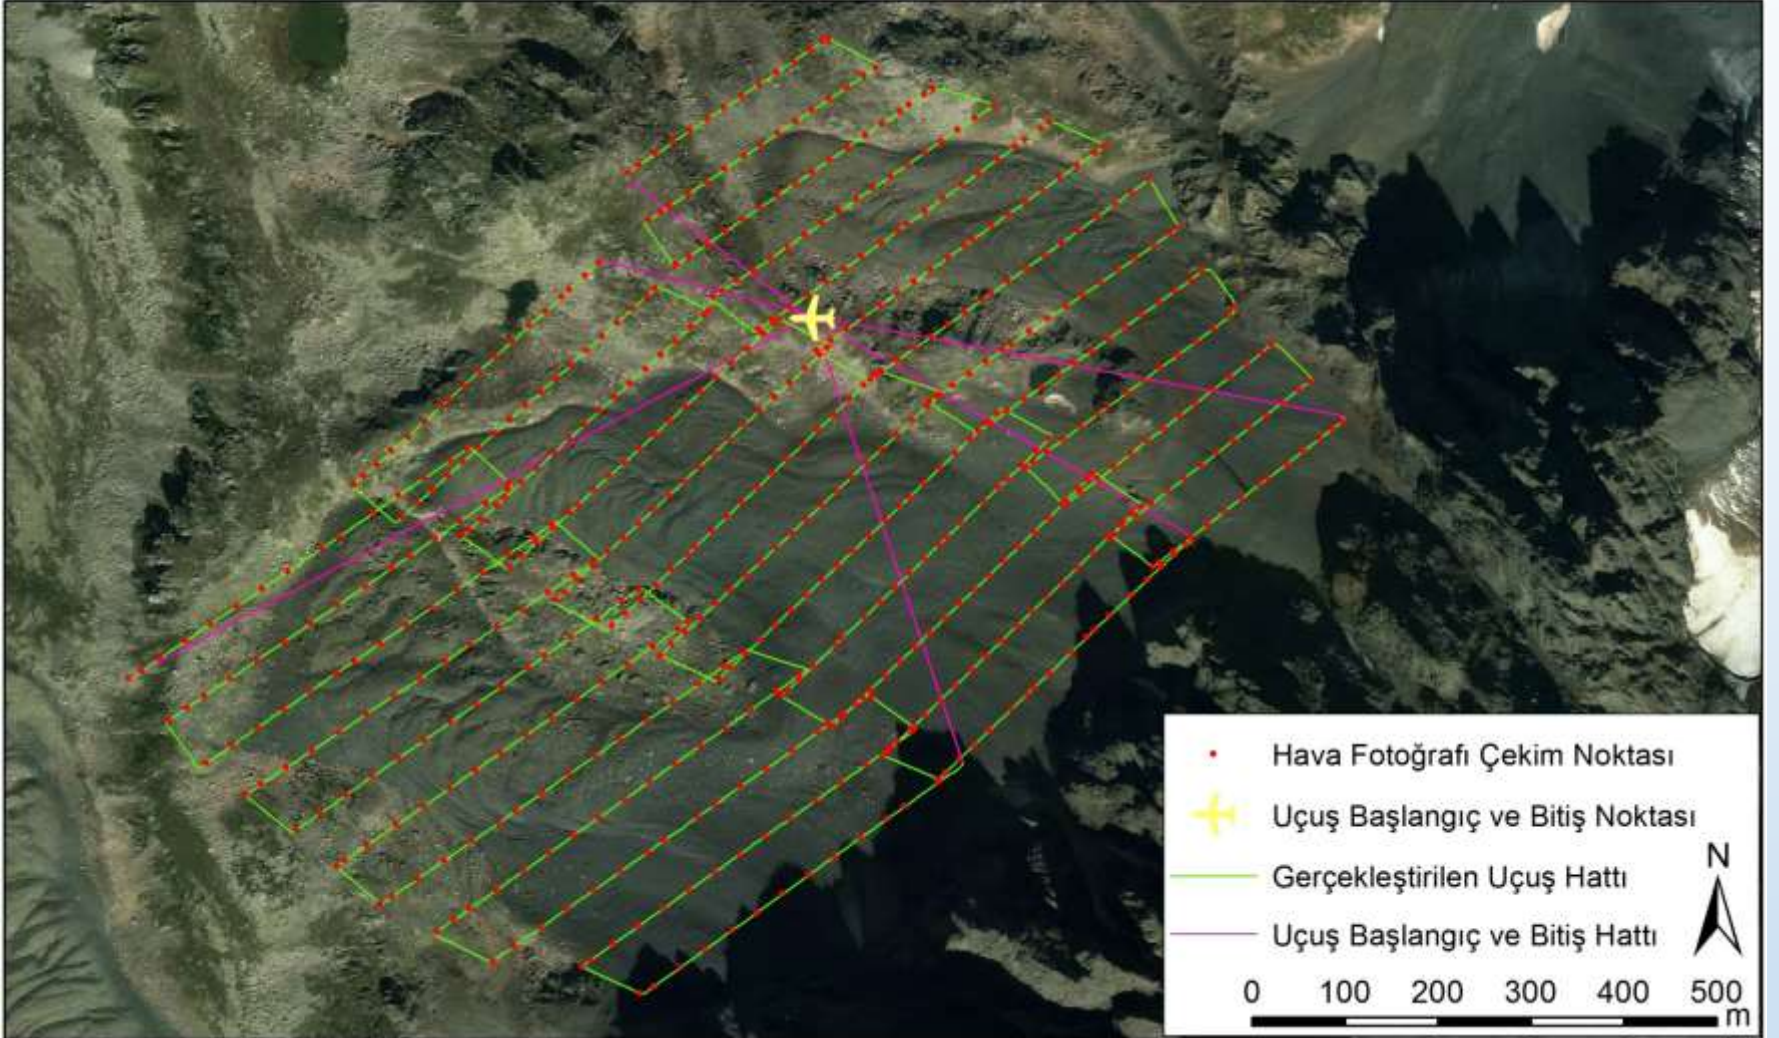 Hava Fotoğrafı Çekim Noktası
Uçuş Başlangıç ve Bitiş Noktası
Gerçekleştirilen Uçuş Hattı
Uçuş Başlangıç ve Bitiş Hattı
N
0 100 200 300 400 500
m